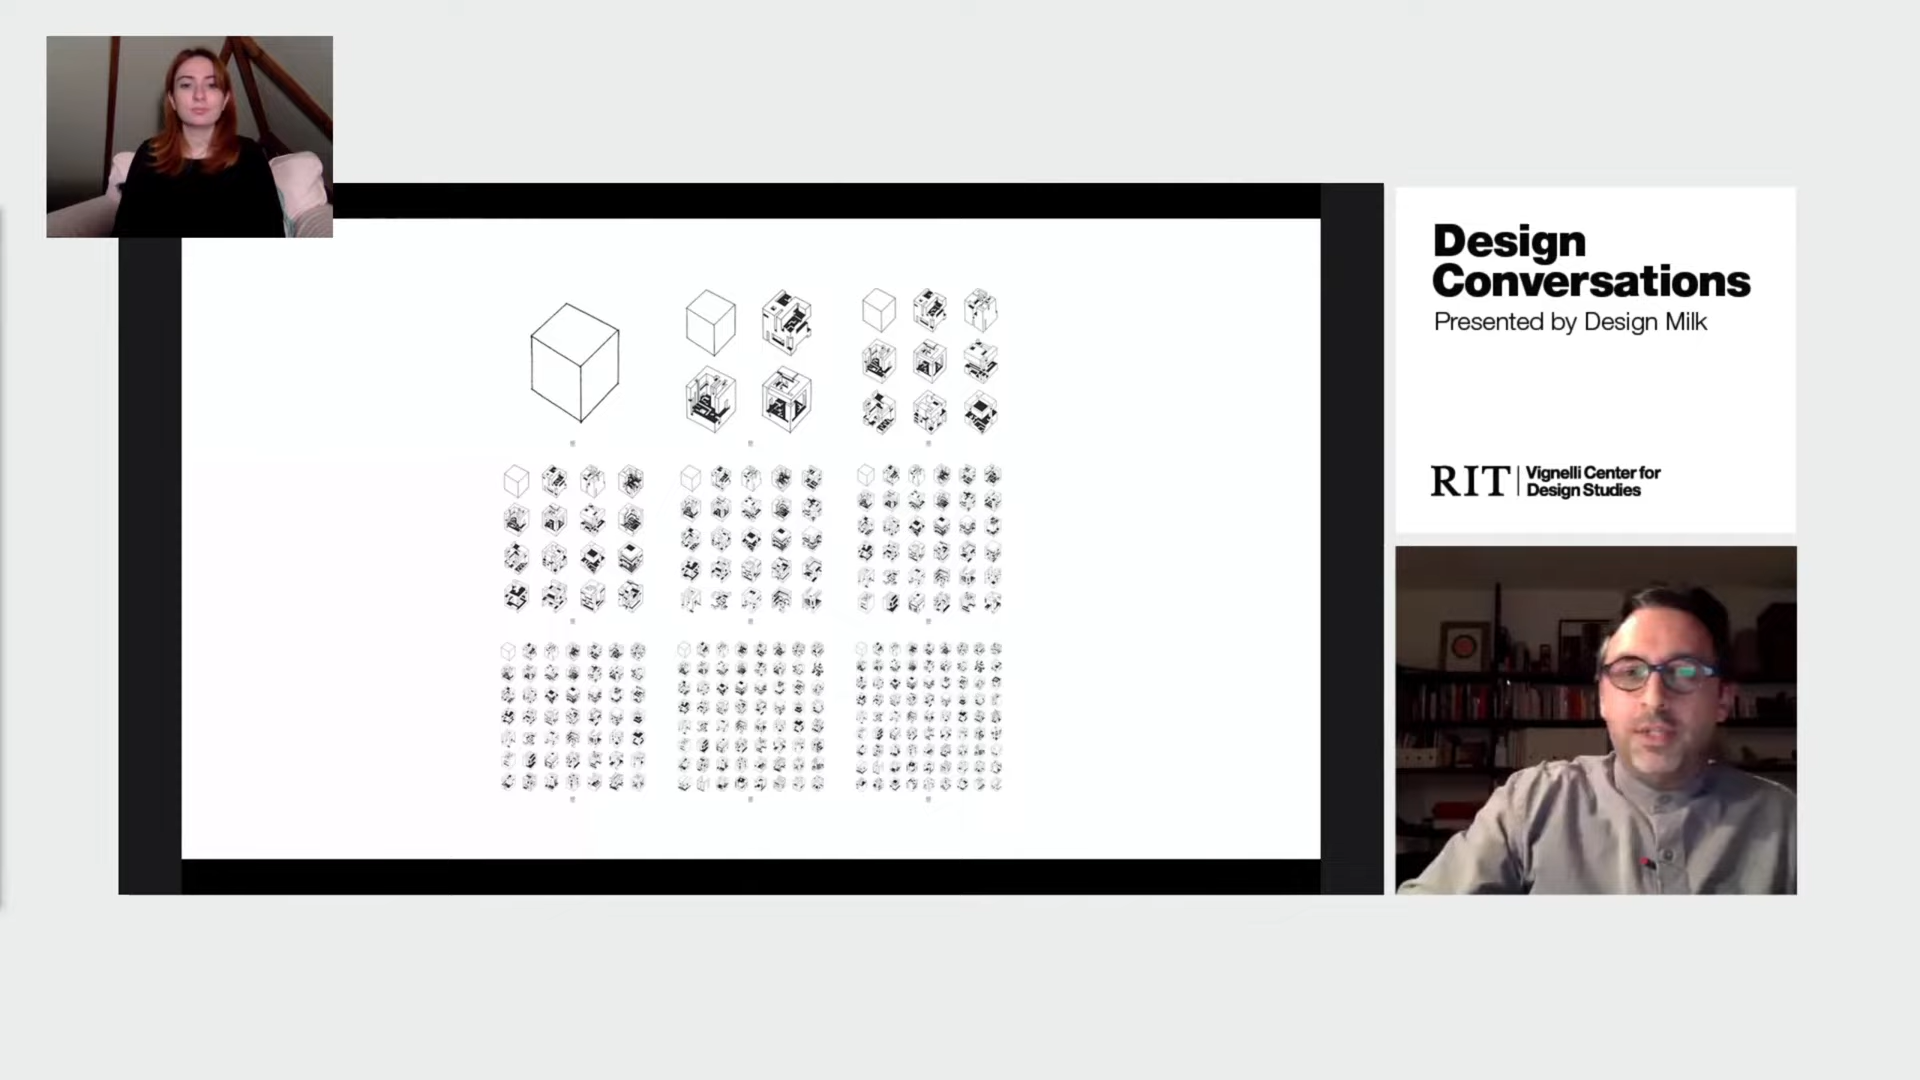 Design
Conversations
Presented by Design Milk
RIT
Vignelli Center for
Design Studies